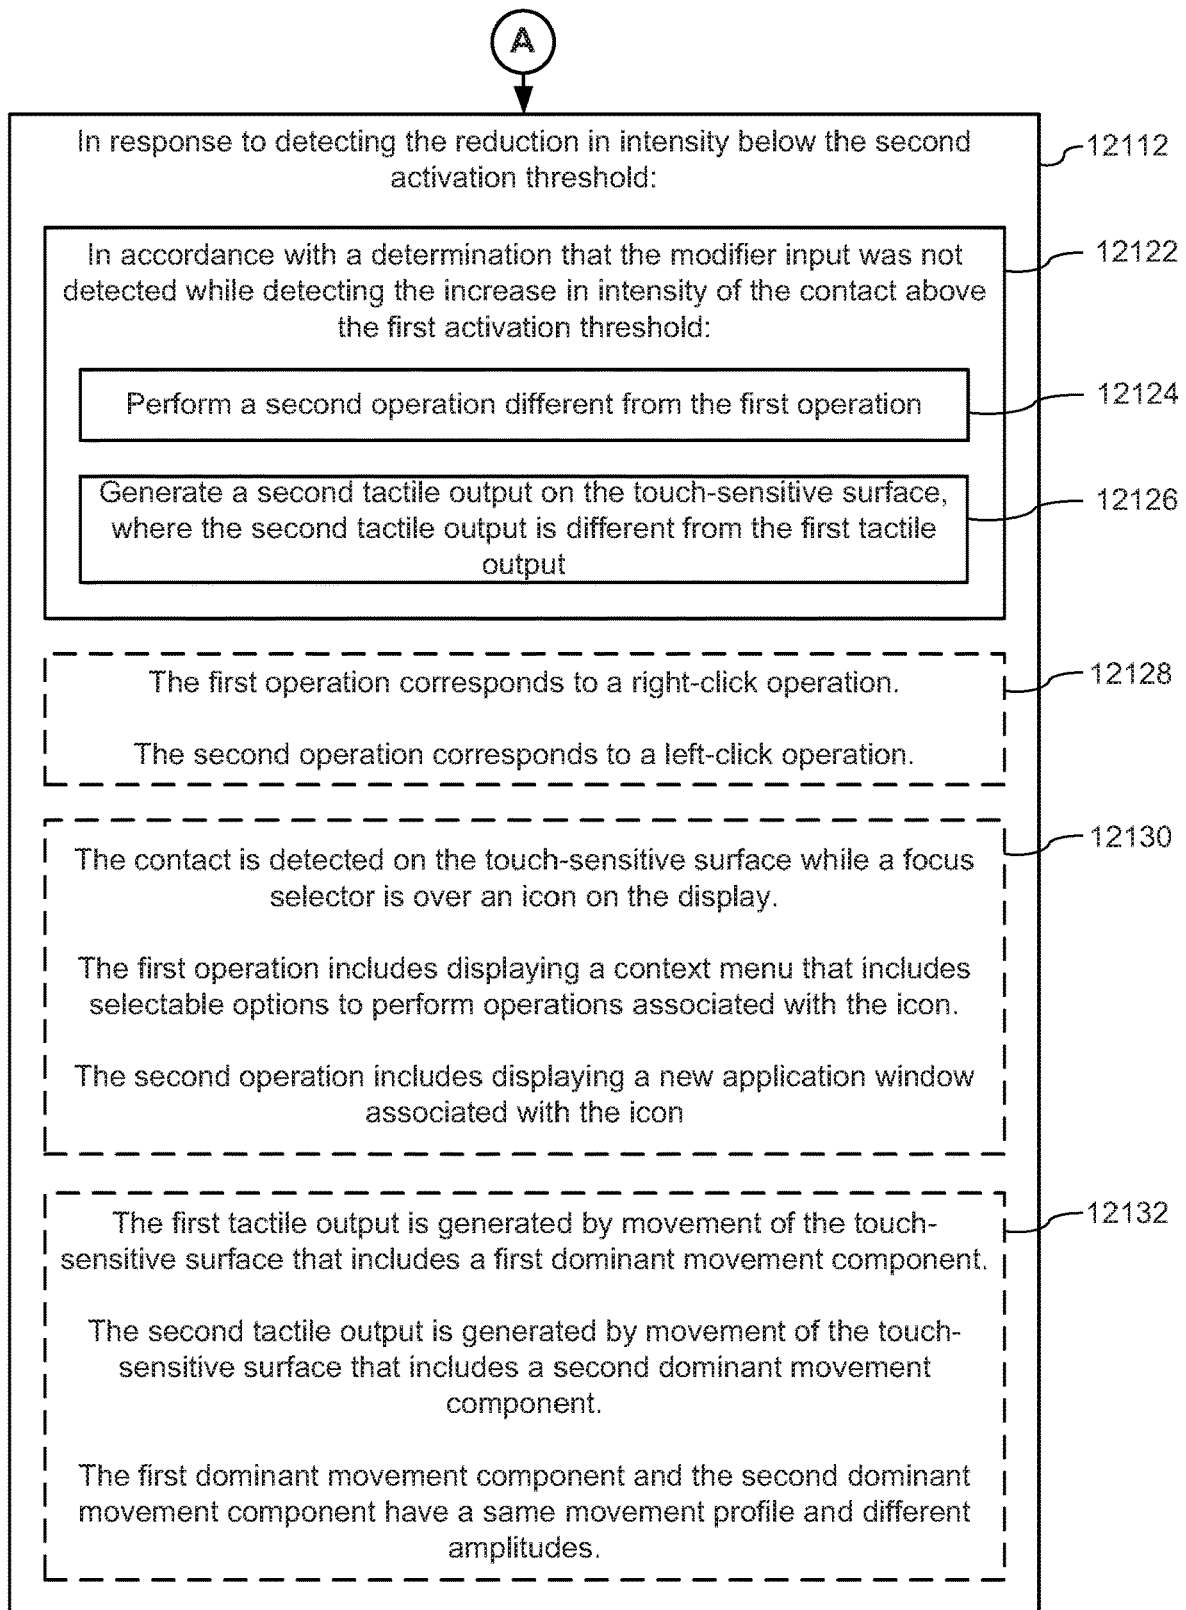 A
In response to detecting the reduction in intensity below the second
activation threshold:
12112
In accordance with a determination that the modifier input was not
detected while detecting the increase in intensity of the contact above
the first activation threshold:
12122
Perform a second operation different from the first operation
12124
Generate a second tactile output on the touch-sensitive surface,
where the second tactile output is different from the first tactile
output
12126
The first operation corresponds to a right-click operation.
The second operation corresponds to a left-click operation.
12128
The contact is detected on the touch-sensitive surface while a focus
selector is over an icon on the display.
The first operation includes displaying a context menu that includes
selectable options to perform operations associated with the icon.
The second operation includes displaying a new application window
associated with the icon
12130
The first tactile output is generated by movement of the touch-
sensitive surface that includes a first dominant movement component.
The second tactile output is generated by movement of the touch-
sensitive surface that includes a second dominant movement
component.
The first dominant movement component and the second dominant
movement component have a same movement profile and different
amplitudes.
12132